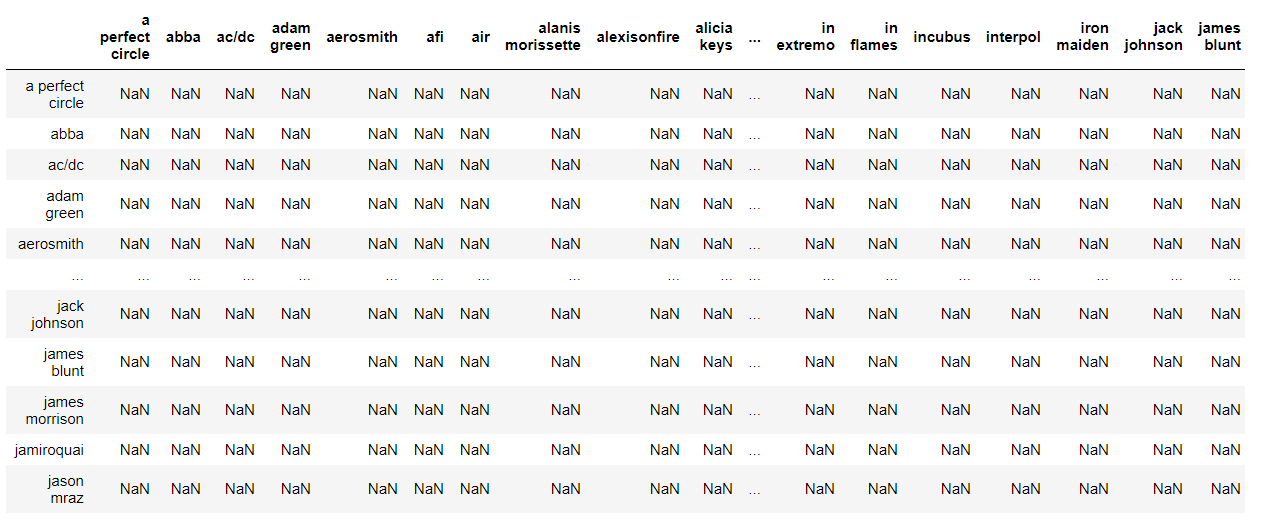 a perfect circle abba ac/dc adam green aerosmith afi air alanis morissette alexisonfire alicia keys ... in extremo in flames incubus interpol iron maiden jack johnson james blunt
a perfect circle NaN NaN NaN NaN NaN NaN NaN NaN NaN NaN ... NaN NaN NaN NaN NaN NaN NaN
abba NaN NaN NaN NaN NaN NaN NaN NaN NaN NaN ... NaN NaN NaN NaN NaN NaN NaN
ac/dc NaN NaN NaN NaN NaN NaN NaN NaN NaN NaN ... NaN NaN NaN NaN NaN NaN NaN
adam green NaN NaN NaN NaN NaN NaN NaN NaN NaN NaN ... NaN NaN NaN NaN NaN NaN NaN
aerosmith NaN NaN NaN NaN NaN NaN NaN NaN NaN NaN ... NaN NaN NaN NaN NaN NaN NaN
... ... ... ... ... ... ... ... ... ... ... ... ... ... ... ... ... ... ...
jack johnson NaN NaN NaN NaN NaN NaN NaN NaN NaN NaN ... NaN NaN NaN NaN NaN NaN NaN
james blunt NaN NaN NaN NaN NaN NaN NaN NaN NaN NaN ... NaN NaN NaN NaN NaN NaN NaN
james morrison NaN NaN NaN NaN NaN NaN NaN NaN NaN NaN ... NaN NaN NaN NaN NaN NaN NaN
jamiroquai NaN NaN NaN NaN NaN NaN NaN NaN NaN NaN ... NaN NaN NaN NaN NaN NaN NaN
jason mraz NaN NaN NaN NaN NaN NaN NaN NaN NaN NaN ... NaN NaN NaN NaN NaN NaN NaN